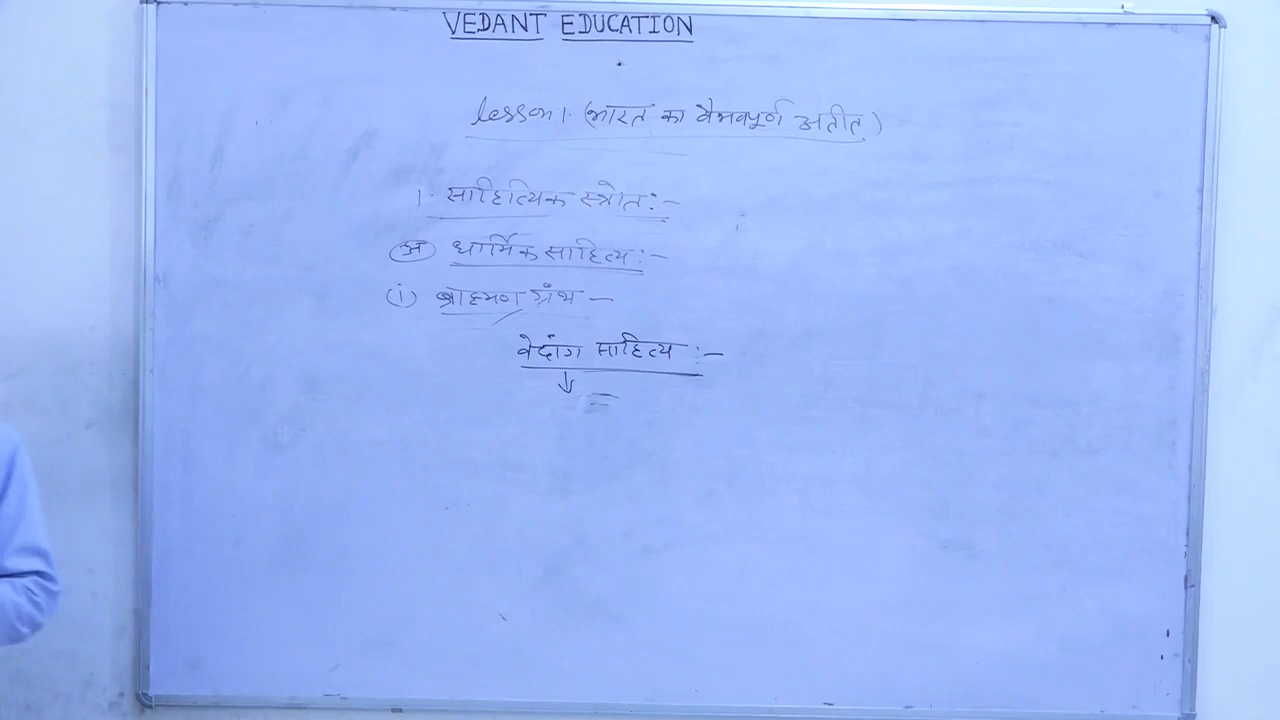 VEDANT EDUCATION
lesson 1. (भारत का वैभवपूर्ण अतीत)
1. साहित्यिक स्त्रोत :-
(अ) धार्मिक साहित्य :-
(i) ब्राह्मण ग्रंथ -
वेदांग साहित्य :-
↓